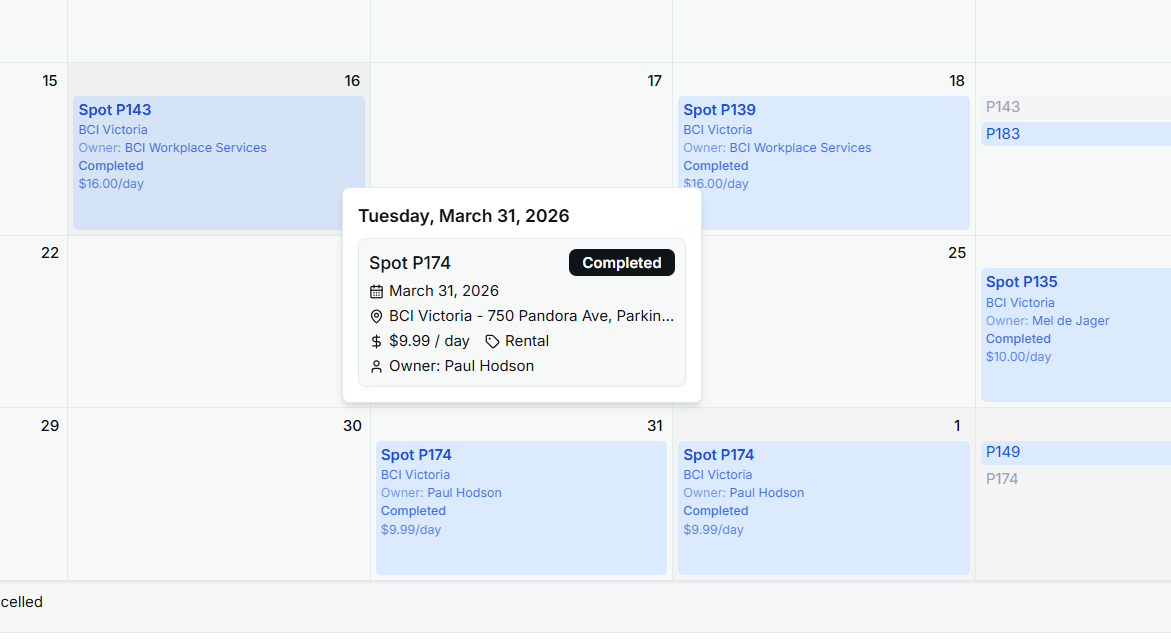 15
16
17
18
Spot P143
BCI Victoria
Owner: BCI Workplace Services
Completed
$16.00/day
Spot P139
BCI Victoria
Owner: BCI Workplace Services
Completed
$16.00/day
P143
P183
Tuesday, March 31, 2026
Spot P174
Completed
March 31, 2026
BCI Victoria - 750 Pandora Ave, Parkin...
$9.99 / day Rental
Owner: Paul Hodson
22
25
Spot P135
BCI Victoria
Owner: Mel de Jager
Completed
$10.00/day
29
30
31
1
Spot P174
BCI Victoria
Owner: Paul Hodson
Completed
$9.99/day
Spot P174
BCI Victoria
Owner: Paul Hodson
Completed
$9.99/day
P149
P174
celled